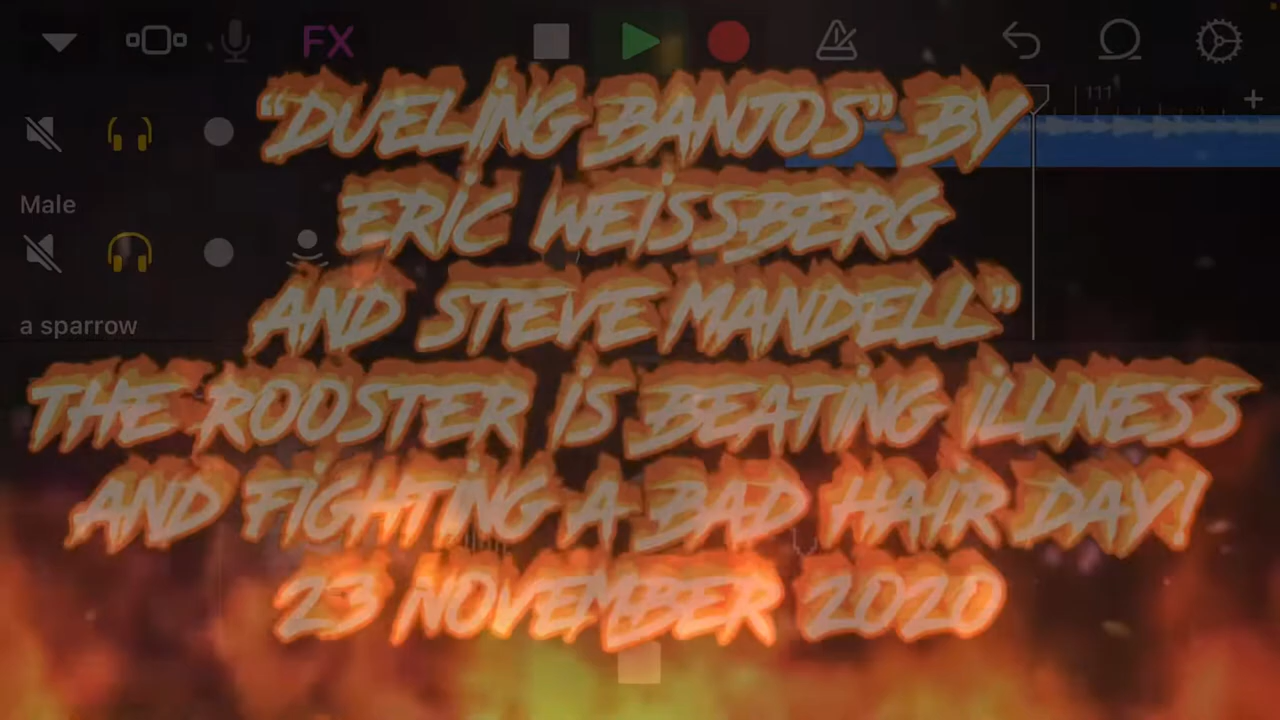 FX
Male
a sparrow
“DUELING BANJOS” BY
ERIC WEISSBERG
AND STEVE MANDELL”
THE ROOSTER IS BEATING ILLNESS
AND FIGHTING A BAD HAIR DAY!
23 NOVEMBER 2020